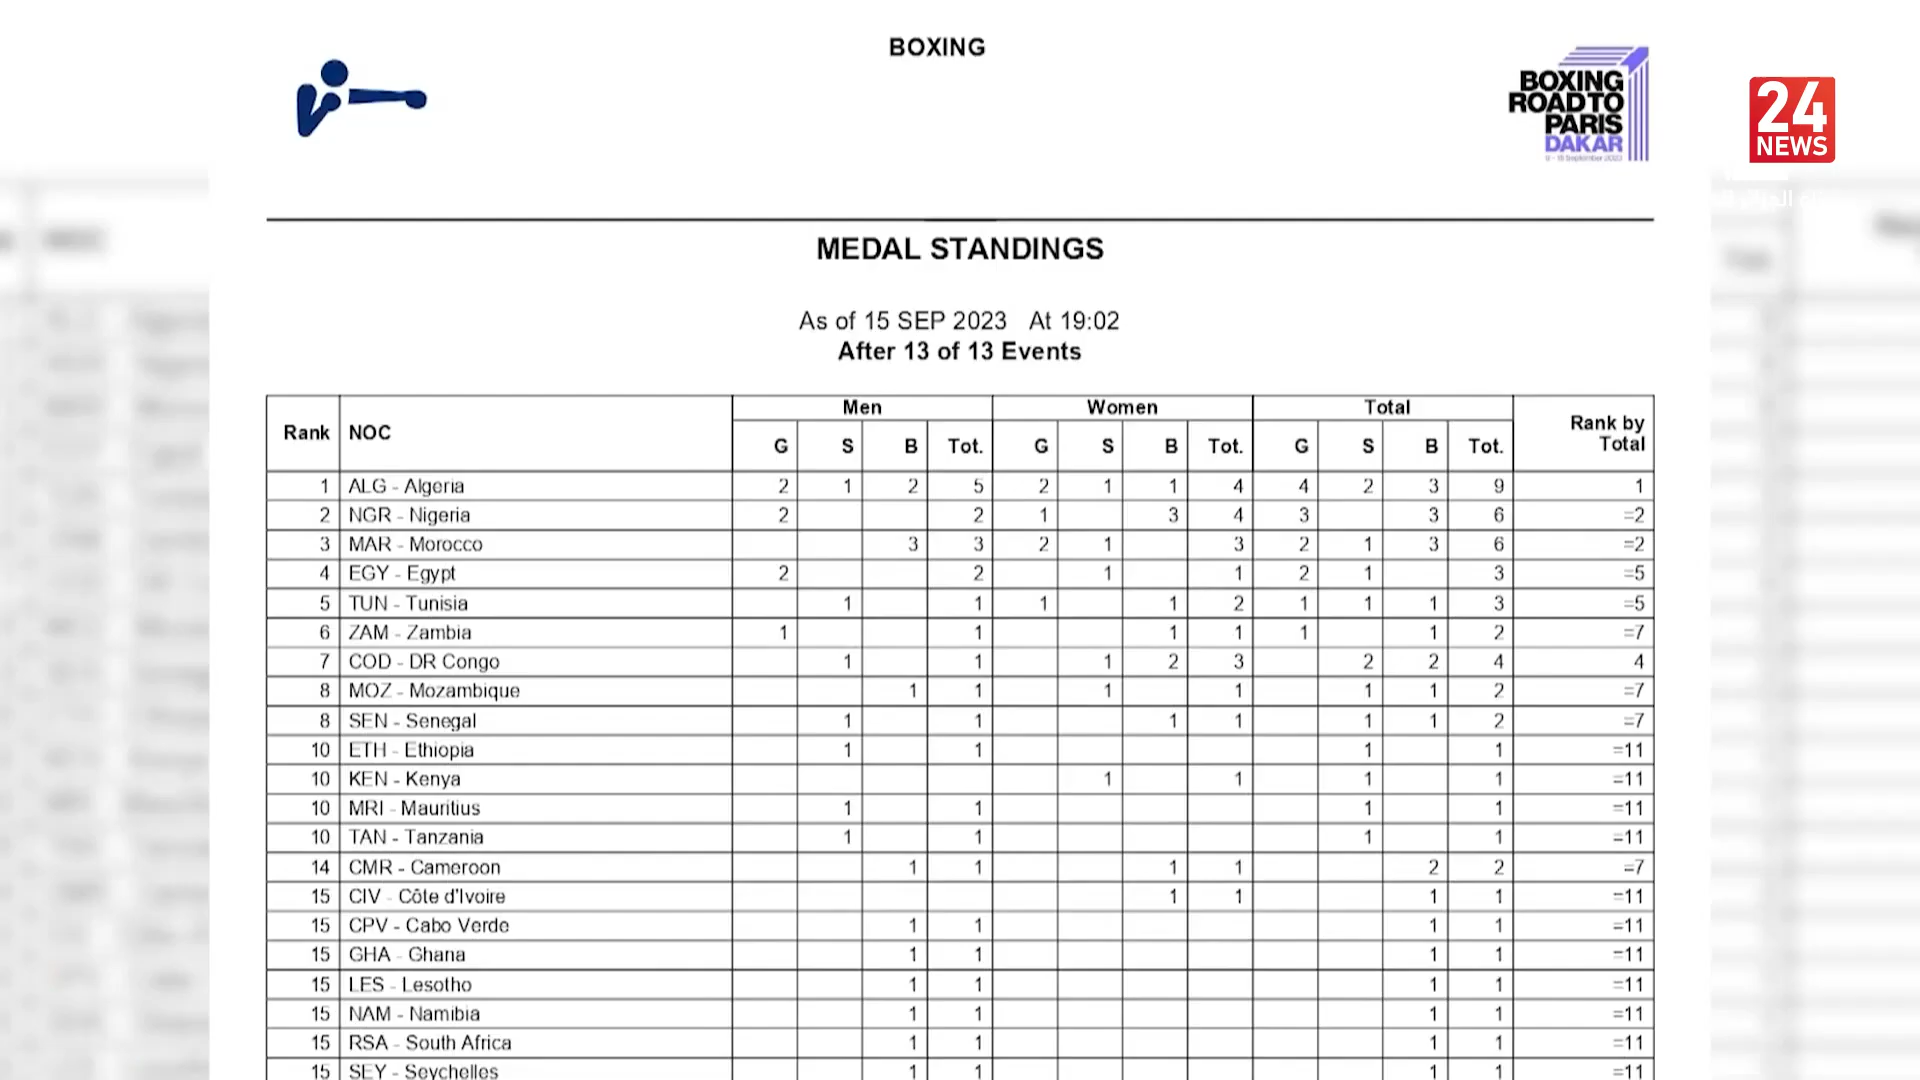 BOXING
BOXING
ROAD TO
PARIS
DAKAR
24
NEWS
MEDAL STANDINGS
As of 15 SEP 2023 At 19:02
After 13 of 13 Events
Rank NOC Men Women Total Rank by Total
G S B Tot. G S B Tot. G S B Tot.
1 ALG - Algeria 2 1 2 5 2 1 1 4 4 2 3 9 1
2 NGR - Nigeria 2 2 1 3 4 3 3 6 =2
3 MAR - Morocco 3 3 2 1 3 2 1 3 6 =2
4 EGY - Egypt 2 2 1 1 2 1 3 =5
5 TUN - Tunisia 1 1 1 1 2 1 1 1 3 =5
6 ZAM - Zambia 1 1 1 1 1 1 2 =7
7 COD - DR Congo 1 1 1 2 3 2 2 4 4
8 MOZ - Mozambique 1 1 1 1 1 1 2 =7
8 SEN - Senegal 1 1 1 1 1 1 2 =7
10 ETH - Ethiopia 1 1 1 1 =11
10 KEN - Kenya 1 1 1 1 =11
10 MRI - Mauritius 1 1 1 1 =11
10 TAN - Tanzania 1 1 1 1 =11
14 CMR - Cameroon 1 1 1 1 2 2 =7
15 CIV - Côte d'Ivoire 1 1 1 1 =11
15 CPV - Cabo Verde 1 1 1 1 =11
15 GHA - Ghana 1 1 1 1 =11
15 LES - Lesotho 1 1 1 1 =11
15 NAM - Namibia 1 1 1 1 =11
15 RSA - South Africa 1 1 1 1 =11
15 SEY - Seychelles 1 1 1 1 =11